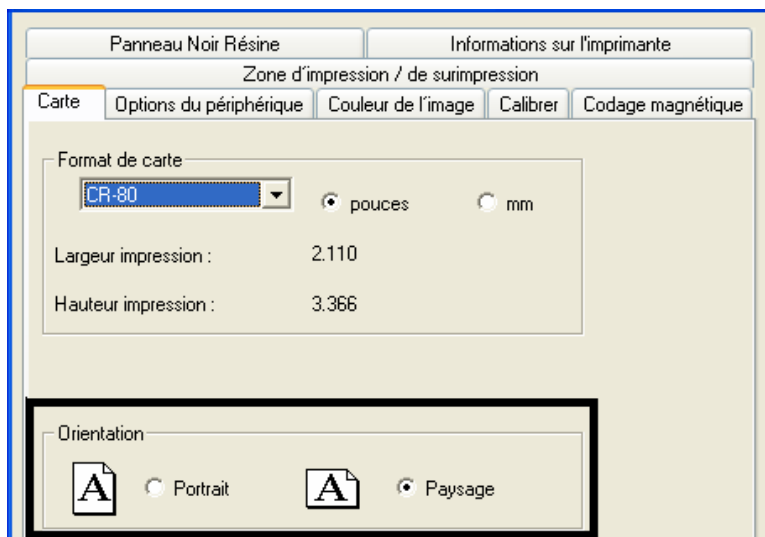 Panneau Noir Résine Informations sur l'imprimante
Zone d´impression / de surimpression
Carte Options du périphérique Couleur de l´image Calibrer Codage magnétique
Format de carte
CR-80 pouces mm
Largeur impression : 2.110
Hauteur impression : 3.366
Orientation
A Portrait A Paysage